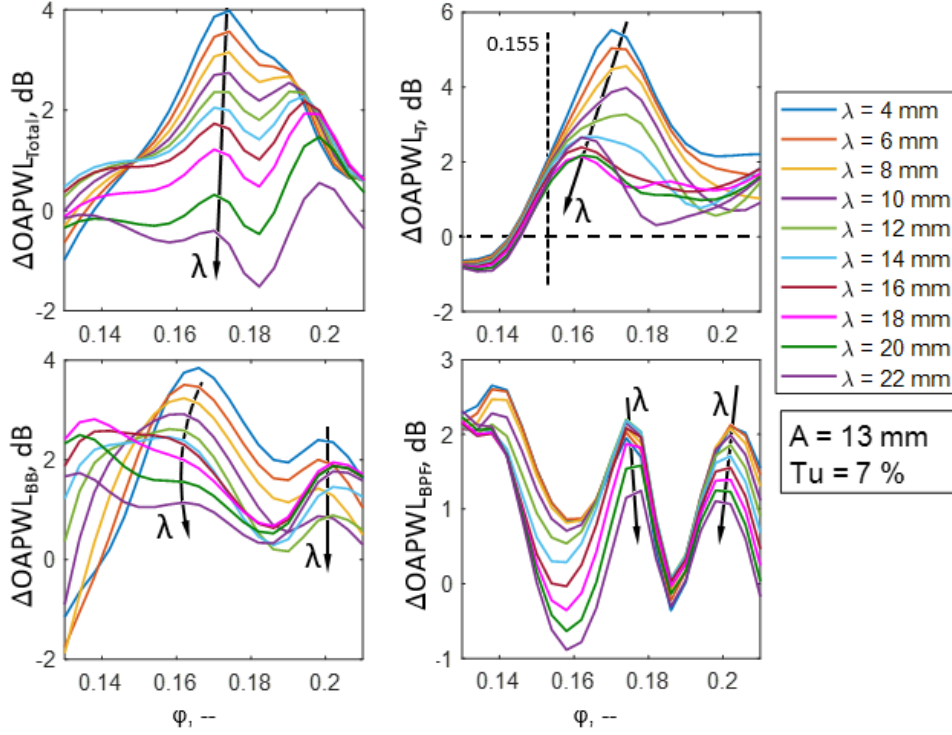 ΔOAPWL_Total, dB
4
2
0
-2
0.14
0.16
0.18
0.2
λ
ΔOAPWL_T, dB
6
4
2
0
-2
0.14
0.16
0.18
0.2
0.155
λ
ΔOAPWL_BB, dB
4
2
0
-2
0.14
0.16
0.18
0.2
φ, --
λ
λ
ΔOAPWL_BPF, dB
3
2
1
0
-1
0.14
0.16
0.18
0.2
φ, --
λ
λ
λ = 4 mm
λ = 6 mm
λ = 8 mm
λ = 10 mm
λ = 12 mm
λ = 14 mm
λ = 16 mm
λ = 18 mm
λ = 20 mm
λ = 22 mm
A = 13 mm
Tu = 7 %